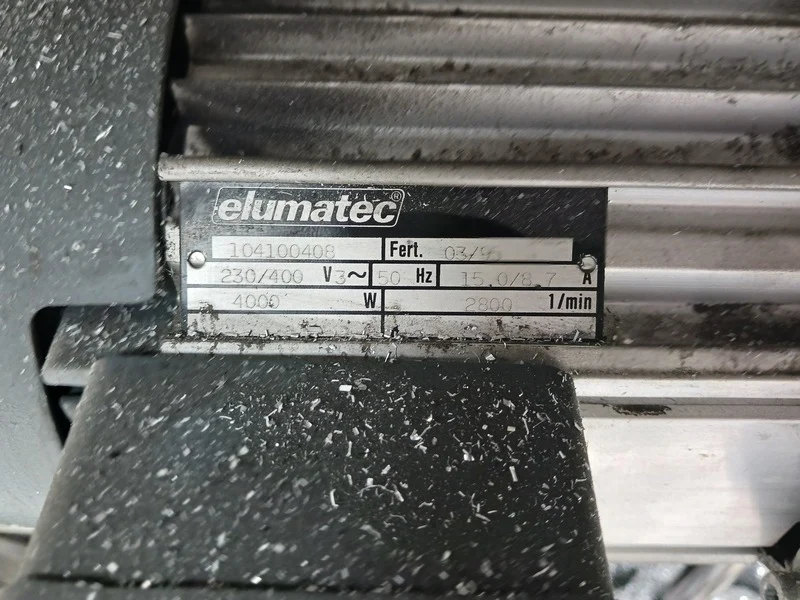 elumatec®
104100408 Fert.
230/400 V3~ 50 Hz 15.0/8.7 A
4000 W 2800 1/min